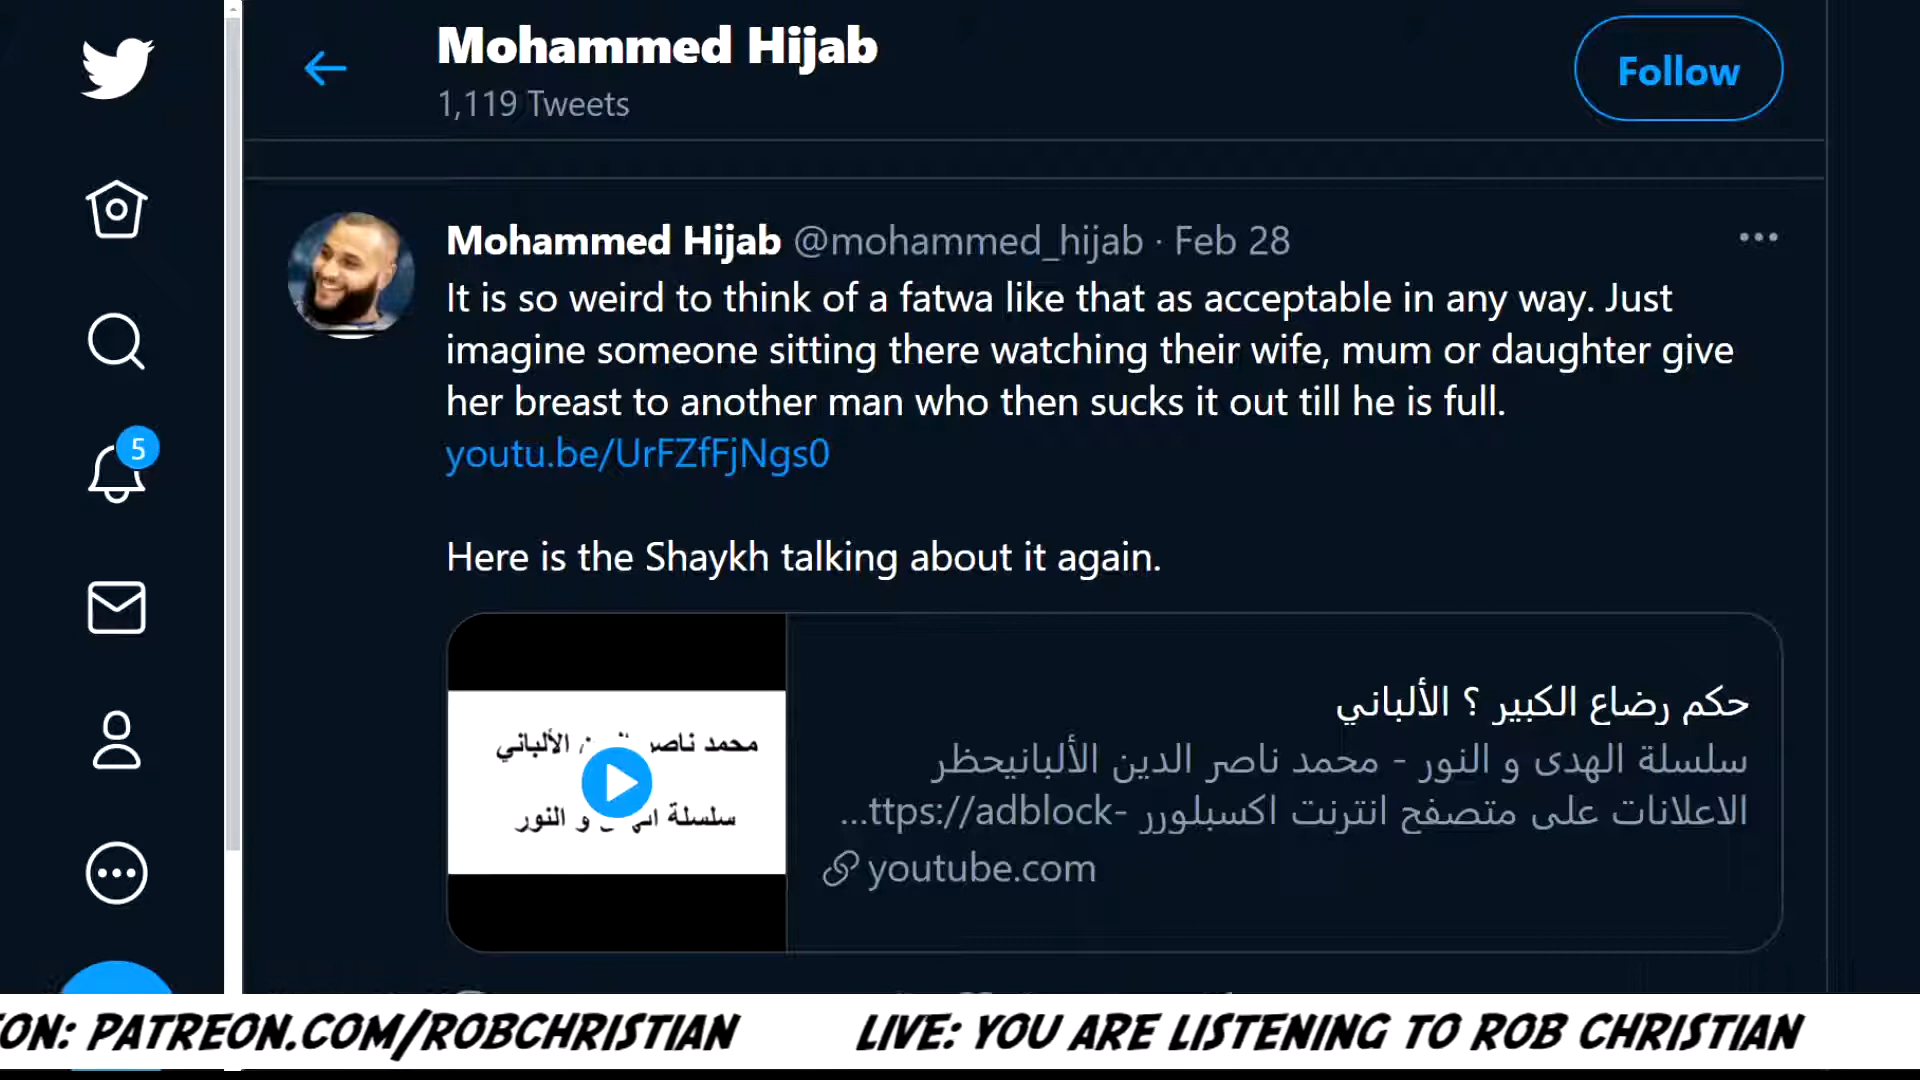 Mohammed Hijab
1,119 Tweets
Follow
Mohammed Hijab @mohammed_hijab · Feb 28
It is so weird to think of a fatwa like that as acceptable in any way. Just
imagine someone sitting there watching their wife, mum or daughter give
her breast to another man who then sucks it out till he is full.
youtu.be/UrFZfFjNgs0
Here is the Shaykh talking about it again.
5
محمد ناصر الألباني
سلسلة و النور
حكم رضاع الكبير ؟ الألباني
سلسلة الهدى و النور - محمد ناصر الدين الألبانيحظر
الاعلانات على متصفح انترنت اكسبلورر -ttps://adblock...
youtube.com
ON: PATREON.COM/ROBCHRISTIAN
LIVE: YOU ARE LISTENING TO ROB CHRISTIAN